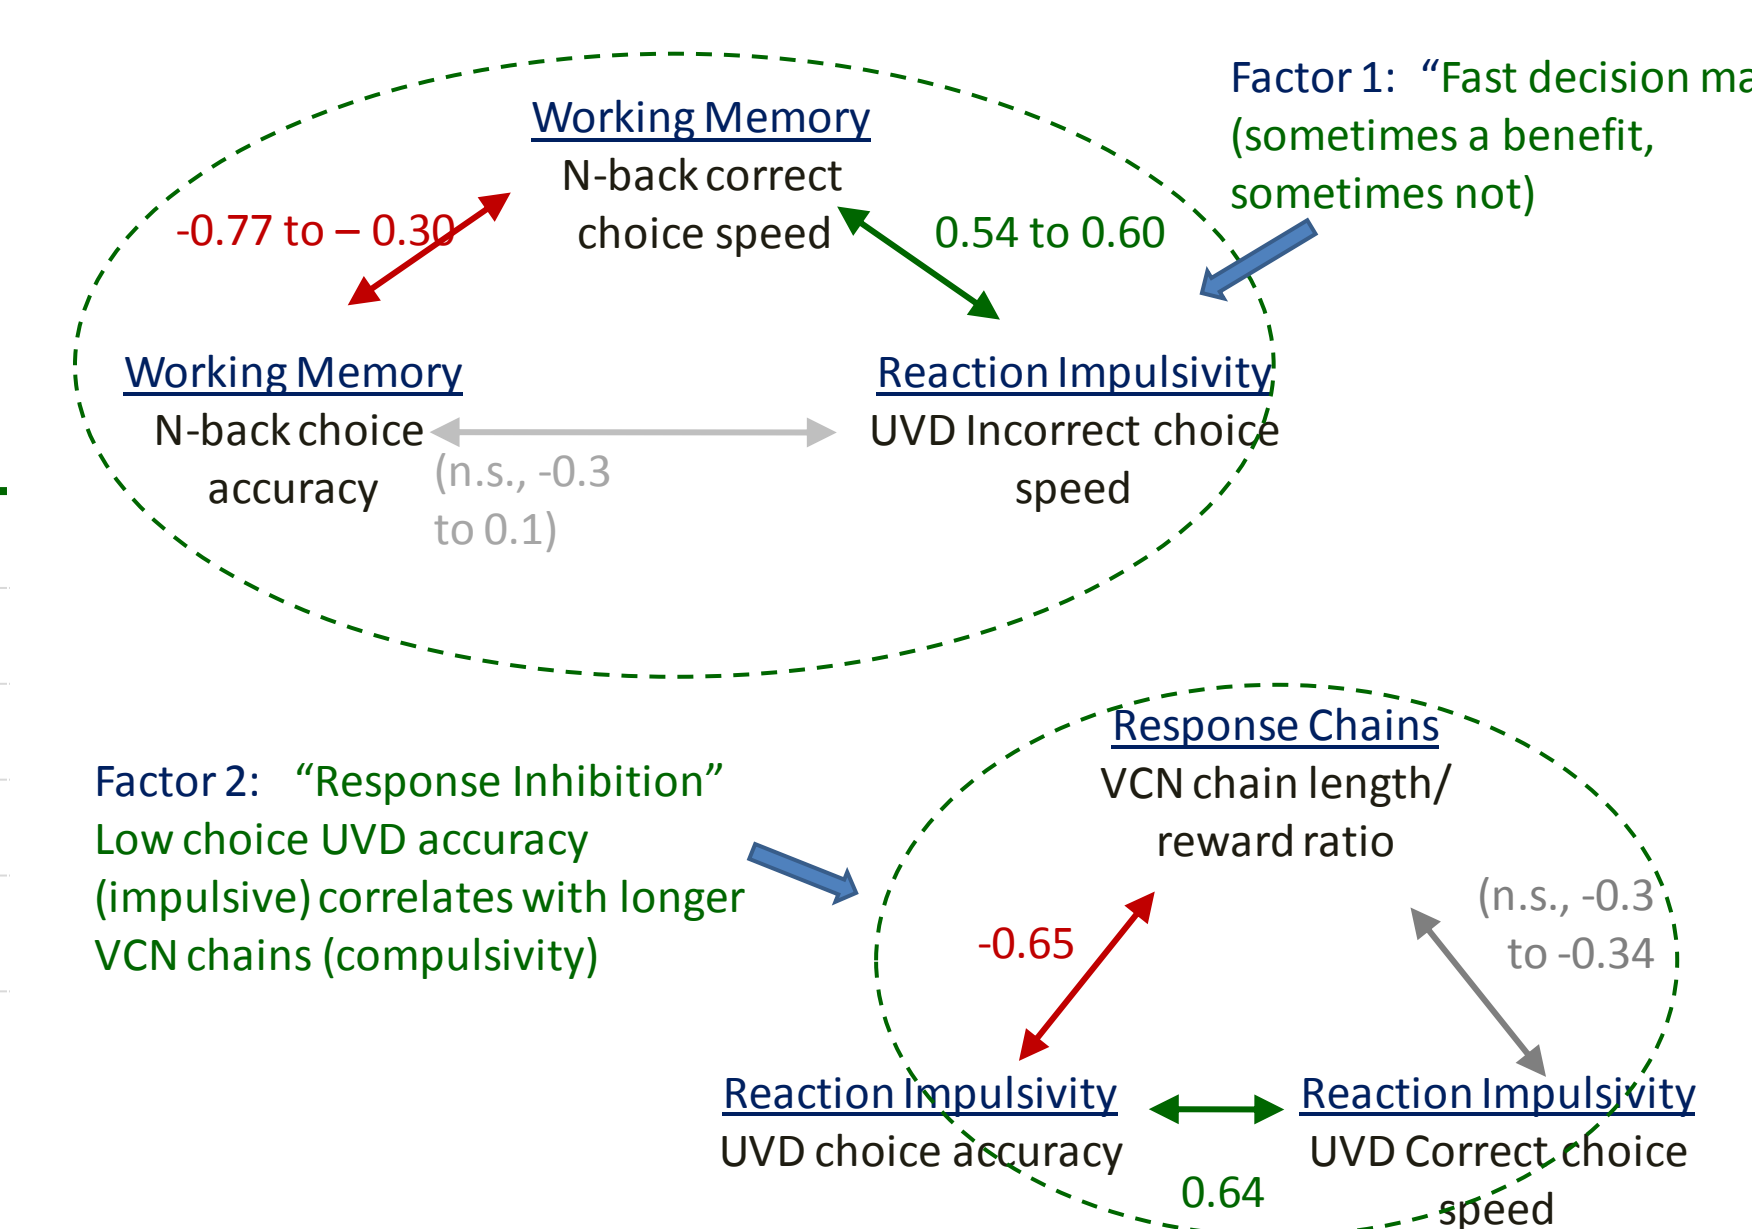 Factor 1: “Fast decision
(sometimes a benefit,
sometimes not)
Working Memory
N-back correct
choice speed
-0.77 to – 0.30
0.54 to 0.60
Working Memory
N-back choice
accuracy
(n.s., -0.3
to 0.1)
Reaction Impulsivity
UVD Incorrect choice
speed
Factor 2: “Response Inhibition”
Low choice UVD accuracy
(impulsive) correlates with longer
VCN chains (compulsivity)
Response Chains
VCN chain length/
reward ratio
-0.65
(n.s., -0.3
to -0.34
Reaction Impulsivity
UVD choice accuracy
0.64
Reaction Impulsivity
UVD Correct choice
speed